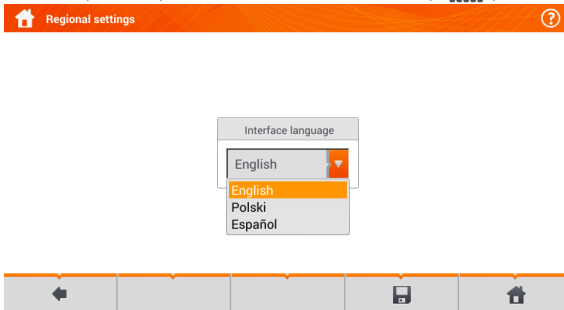 Regional settings
?
Interface language
English
English
Polski
Español